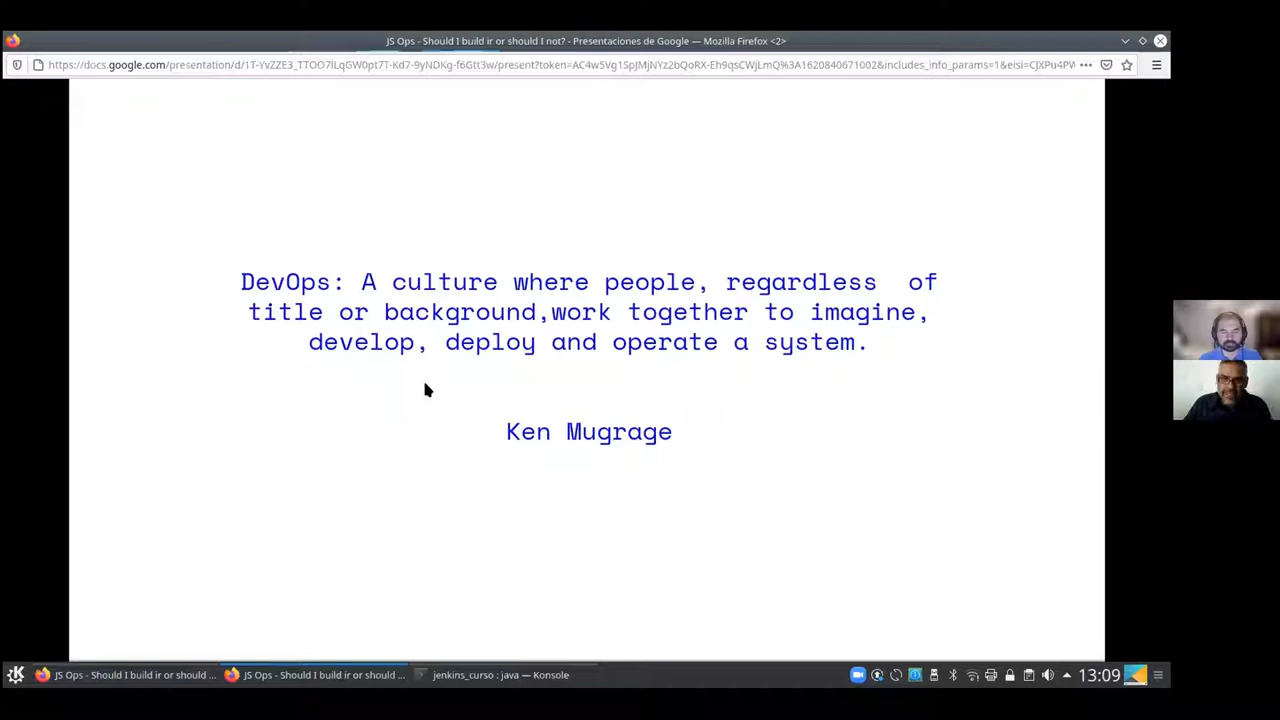 JS Ops - Should I build ir or should I not? - Presentaciones de Google — Mozilla Firefox <2>
DevOps: A culture where people, regardless  of
title or background,work together to imagine,
develop, deploy and operate a system.
Ken Mugrage
JS Ops - Should I build ir or should ...
JS Ops - Should I build ir or should ...
jenkins_curso : java — Konsole
13:09